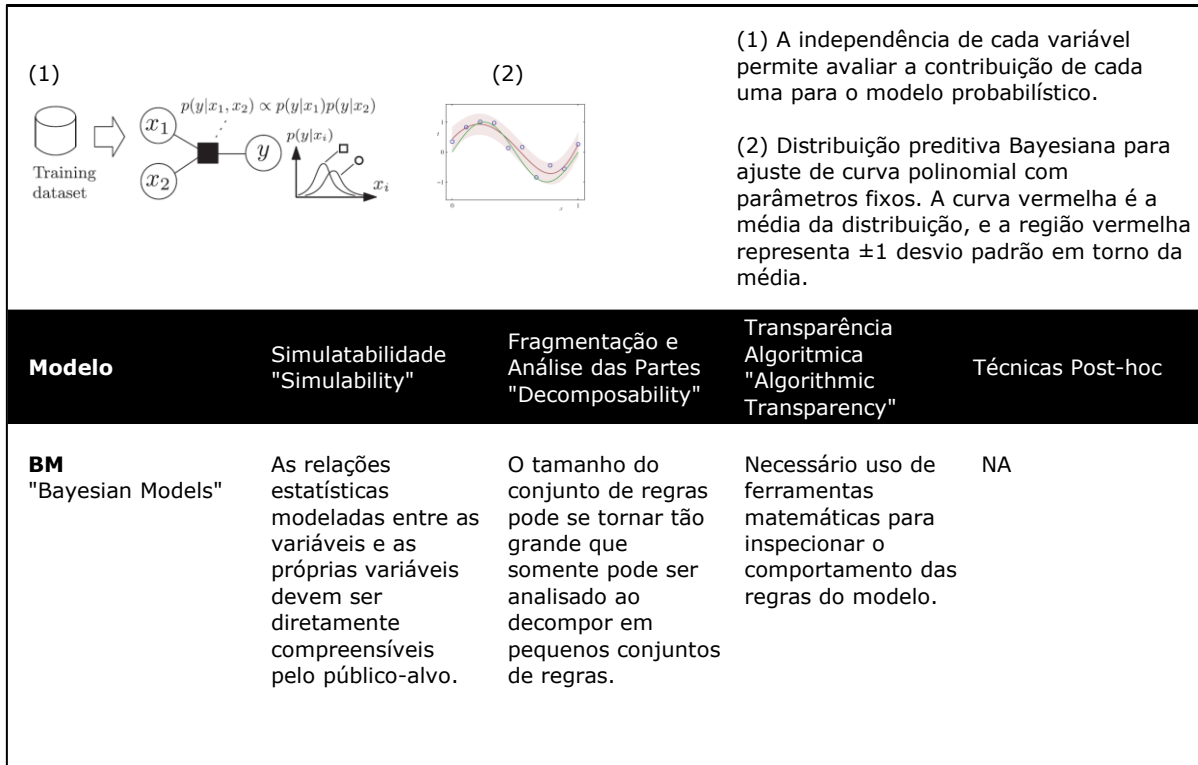 (1)
Training
dataset
x1
x2
p(y|x1, x2) ∝ p(y|x1)p(y|x2)
y
p(y|xi)
xi
(2)
1
0
−1
0
1
(1) A independência de cada variável
permite avaliar a contribuição de cada
uma para o modelo probabilístico.
(2) Distribuição preditiva Bayesiana para
ajuste de curva polinomial com
parâmetros fixos. A curva vermelha é a
média da distribuição, e a região vermelha
representa ±1 desvio padrão em torno da
média.
Modelo
Simulatabilidade
"Simulability"
Fragmentação e
Análise das Partes
"Decomposability"
Transparência
Algoritmica
"Algorithmic
Transparency"
Técnicas Post-hoc
BM
"Bayesian Models"
As relações
estatísticas
modeladas entre as
variáveis e as
próprias variáveis
devem ser
diretamente
compreensíveis
pelo público-alvo.
O tamanho do
conjunto de regras
pode se tornar tão
grande que
somente pode ser
analisado ao
decompor em
pequenos conjuntos
de regras.
Necessário uso de
ferramentas
matemáticas para
inspecionar o
comportamento das
regras do modelo.
NA